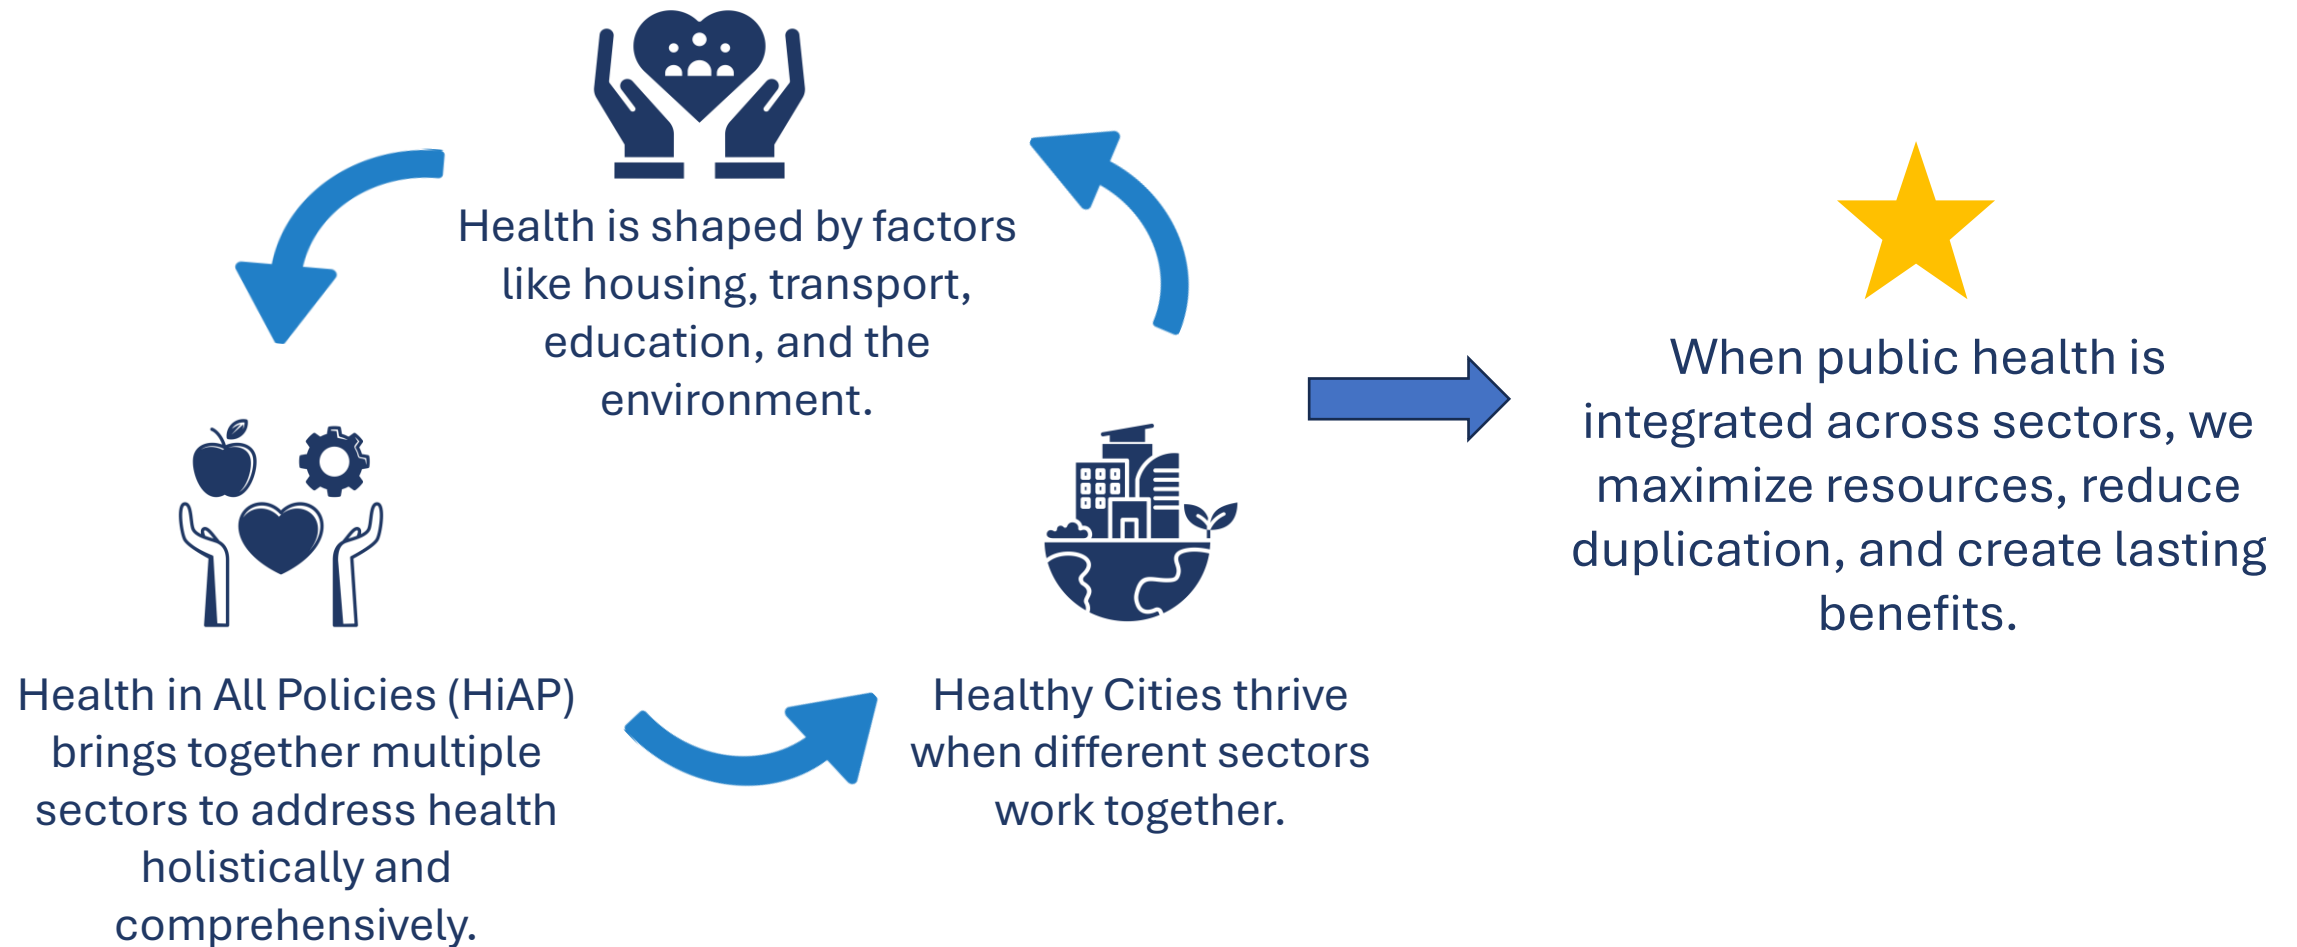 Health is shaped by factors
like housing, transport,
education, and the
environment.
Health in All Policies (HiAP)
brings together multiple
sectors to address health
holistically and
comprehensively.
Healthy Cities thrive
when different sectors
work together.
When public health is
integrated across sectors, we
maximize resources, reduce
duplication, and create lasting
benefits.